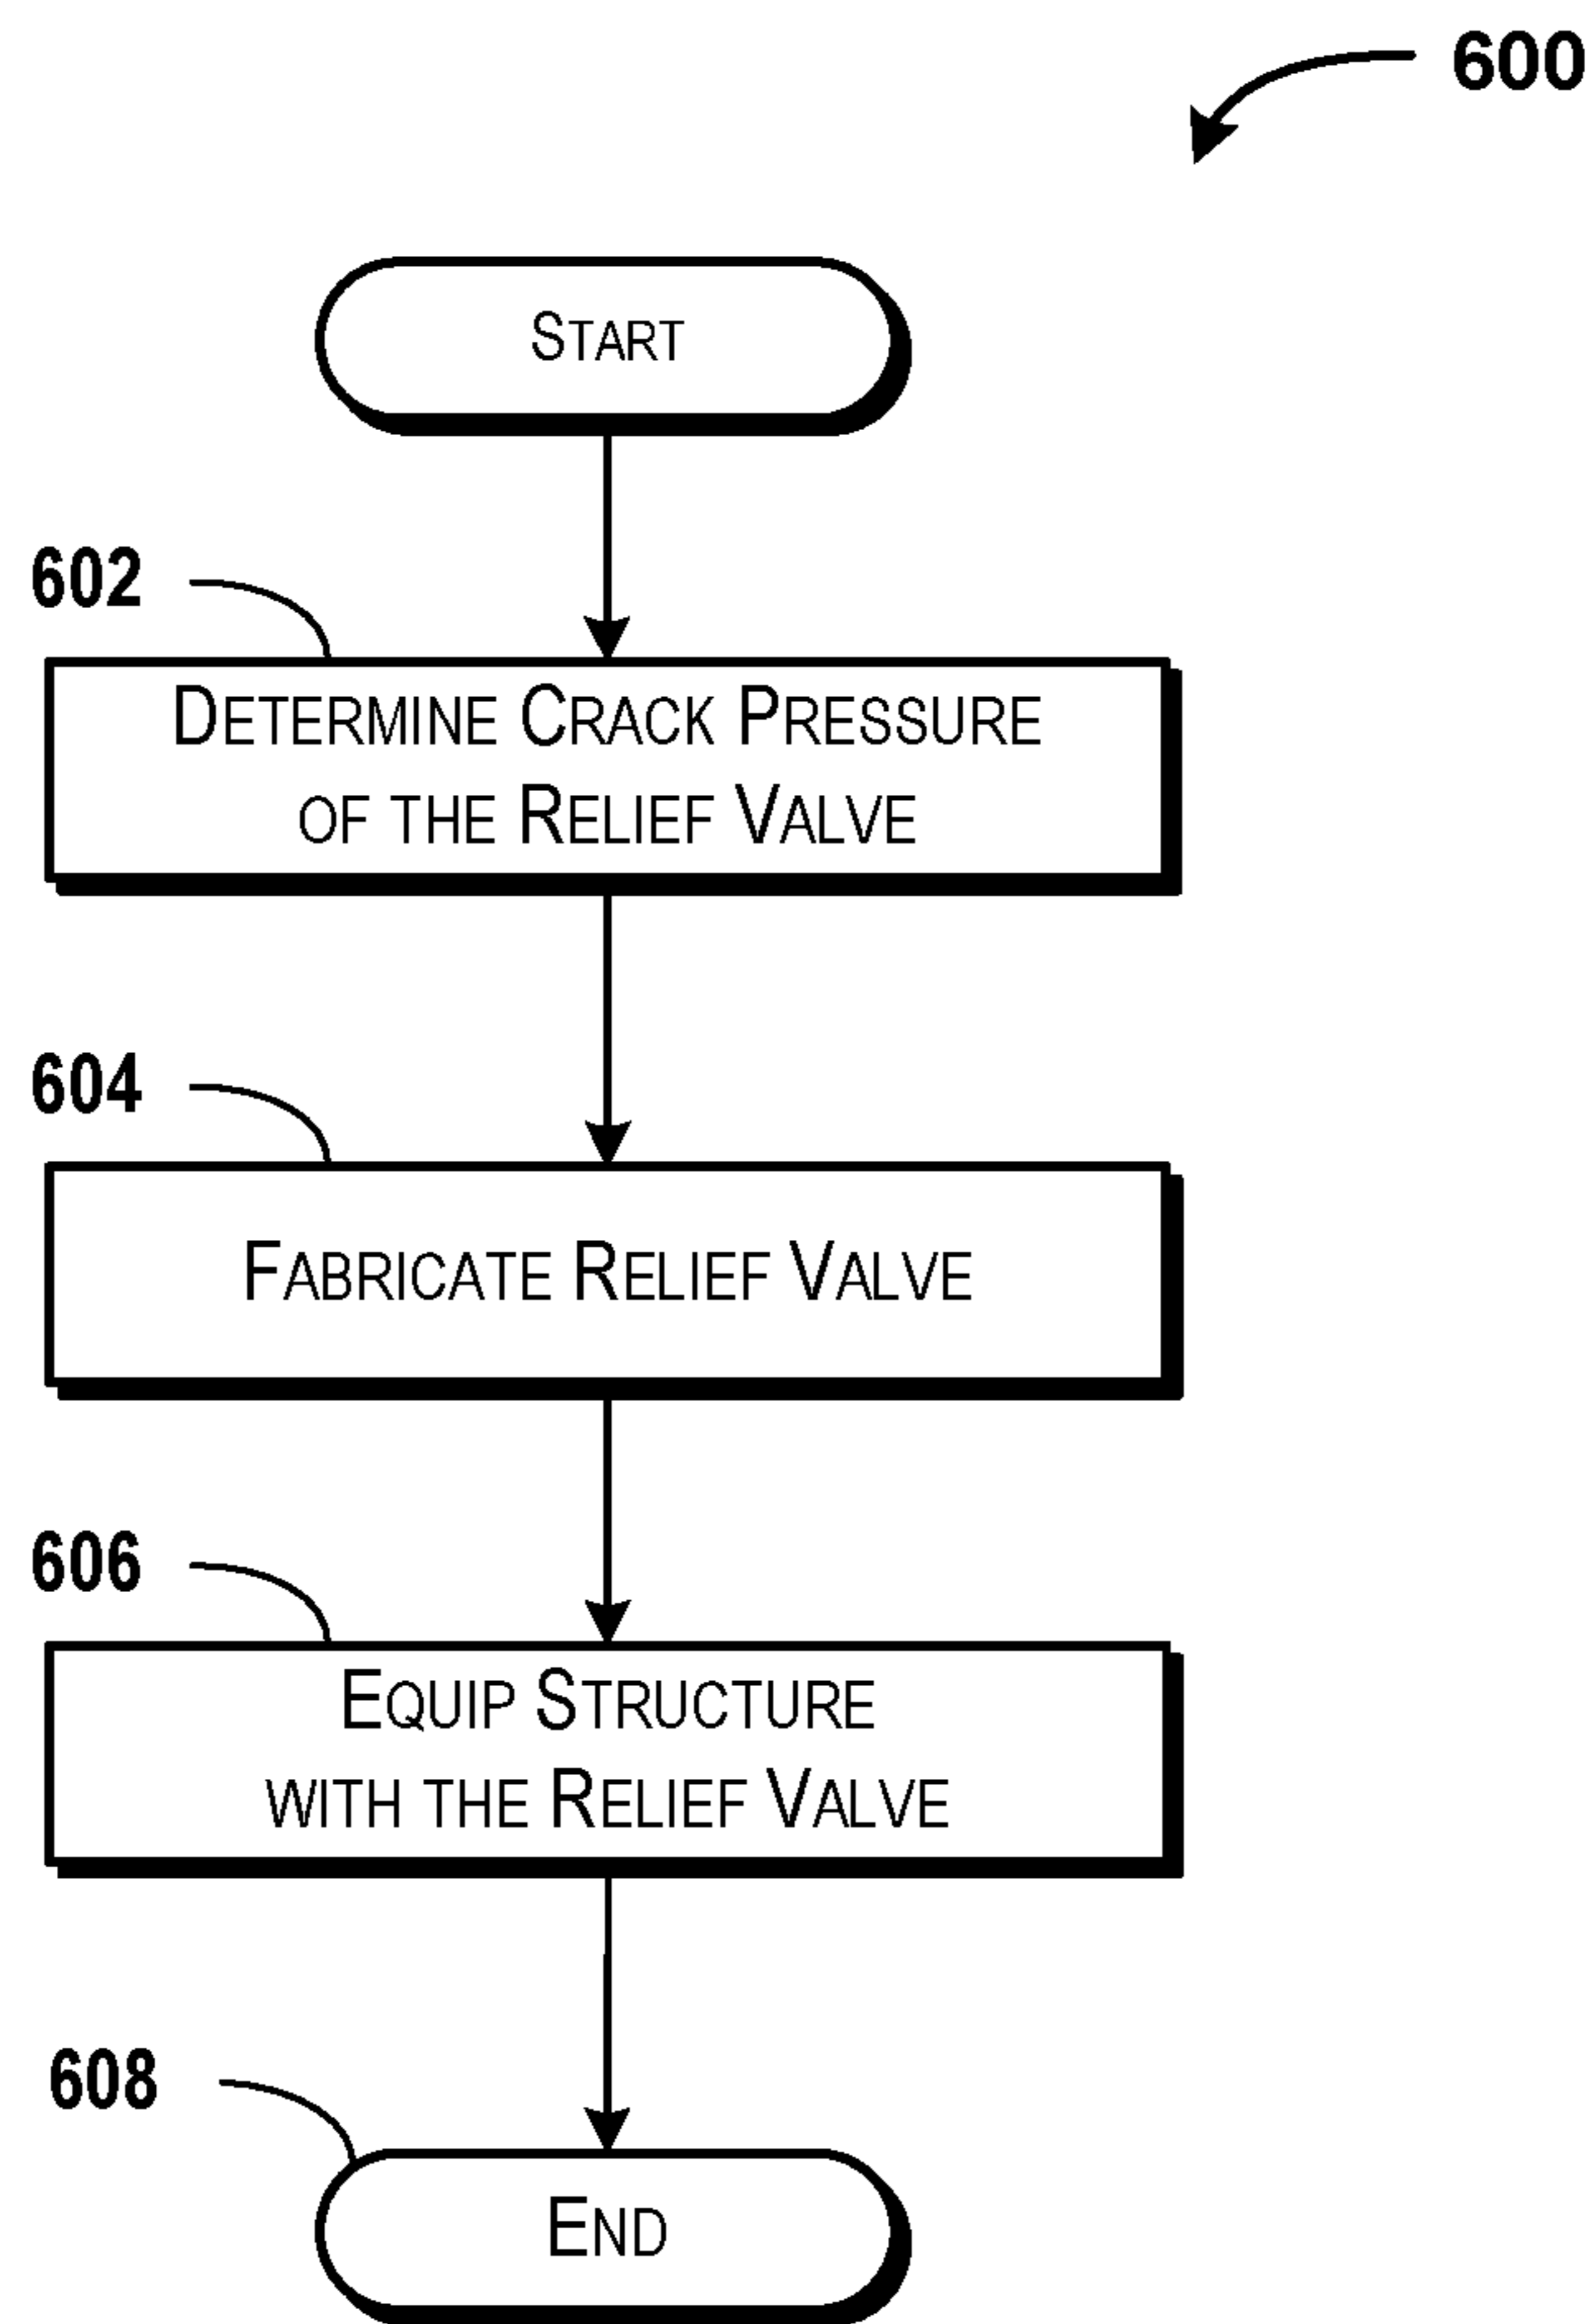 600
START
602
DETERMINE CRACK PRESSURE
OF THE RELIEF VALVE
604
FABRICATE RELIEF VALVE
606
EQUIP STRUCTURE
WITH THE RELIEF VALVE
608
END